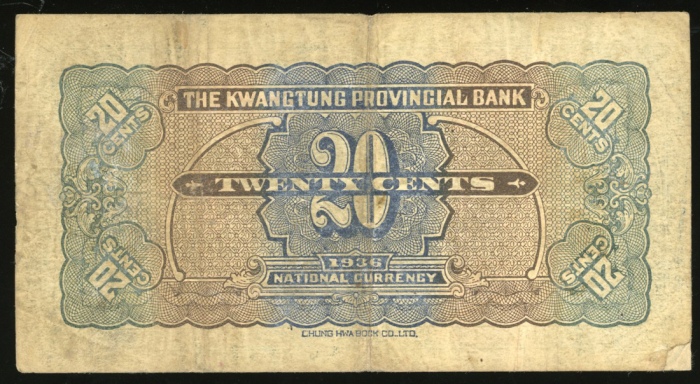 20 CENTS
THE KWANGTUNG PROVINCIAL BANK
20 CENTS
20
TWENTY CENTS
1936
NATIONAL CURRENCY
20 CENTS
20 CENTS
CHUNG HWA BOOK CO., LTD.